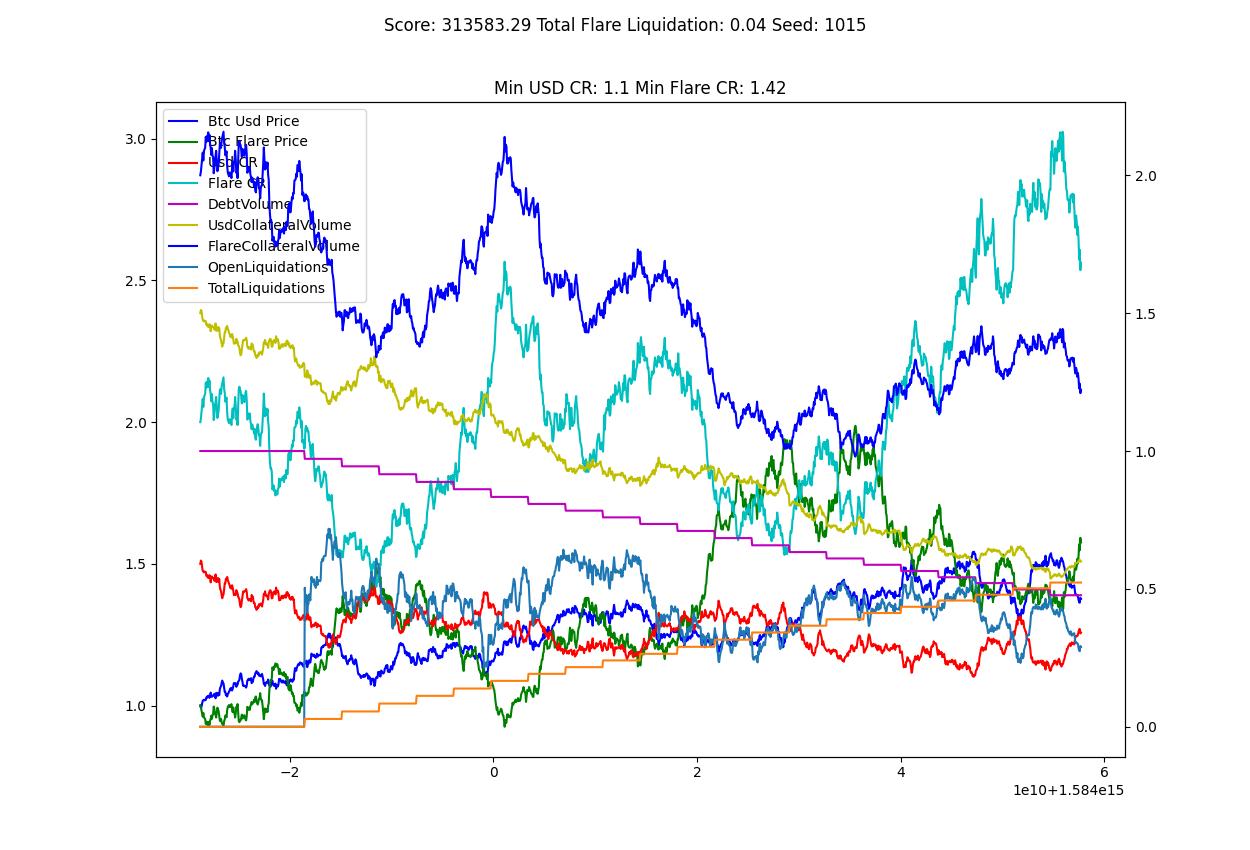 Score: 313583.29 Total Flare Liquidation: 0.04 Seed: 1015
Min USD CR: 1.1 Min Flare CR: 1.42
Btc Usd Price
Btc Flare Price
Usd CR
Flare CR
DebtVolume
UsdCollateralVolume
FlareCollateralVolume
OpenLiquidations
TotalLiquidations
3.0
2.5
2.0
1.5
1.0
2.0
1.5
1.0
0.5
0.0
−2
0
2
4
6
1e10+1.584e15